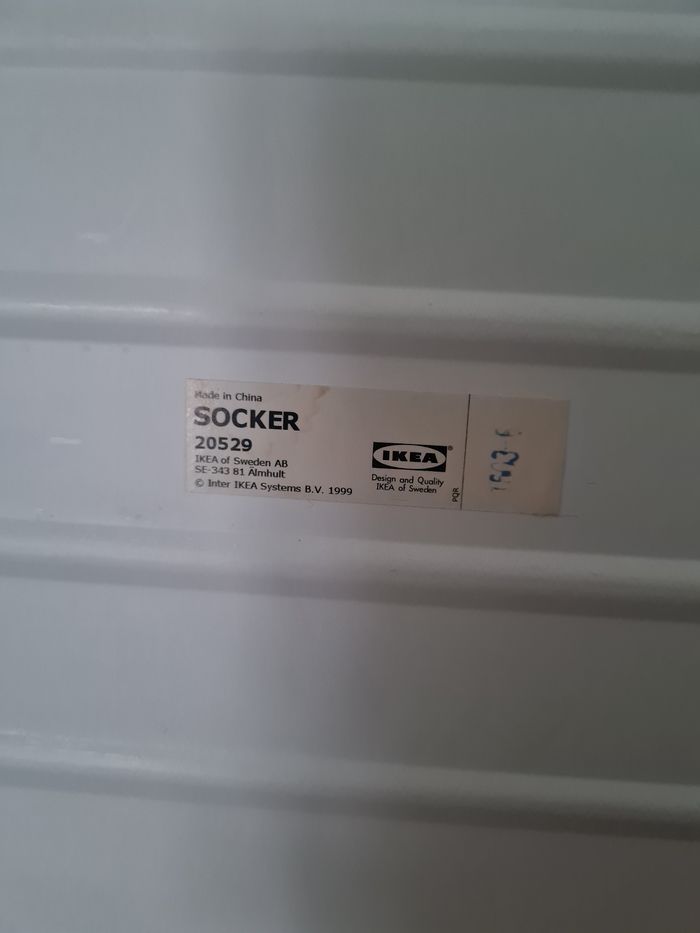 Made in China
SOCKER
20529
IKEA of Sweden AB
SE-343 81 Älmhult
© Inter IKEA Systems B.V. 1999
IKEA®
Design and Quality
IKEA of Sweden
PQR